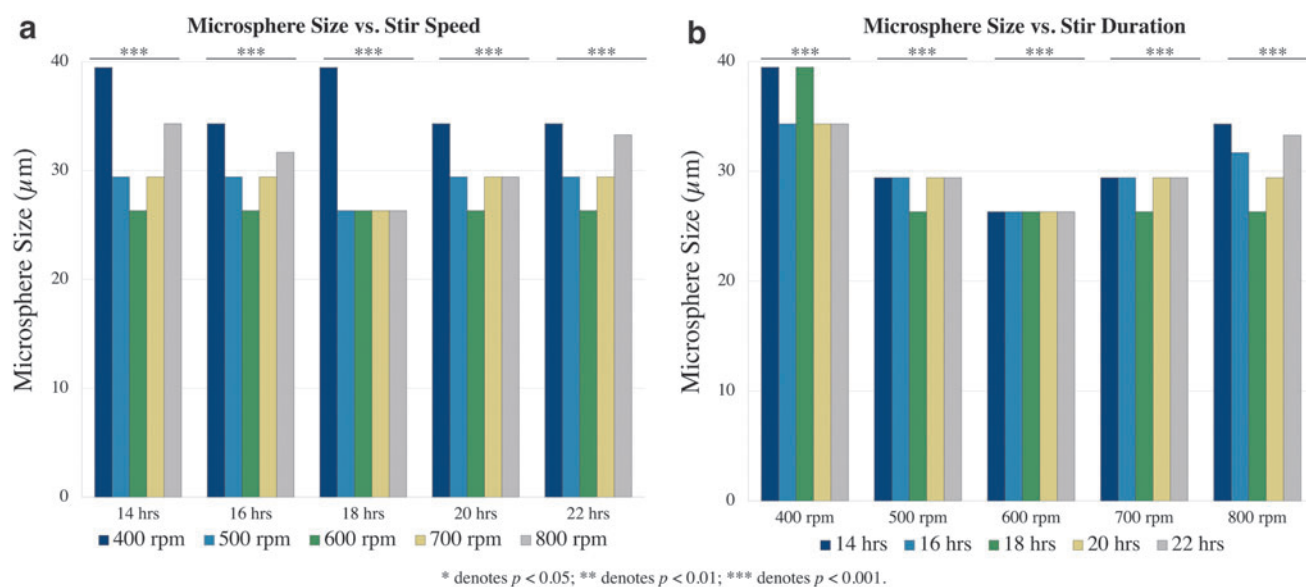 a
Microsphere Size vs. Stir Speed
*** *** *** *** ***
Microsphere Size (µm)
40
30
20
10
0
14 hrs 16 hrs 18 hrs 20 hrs 22 hrs
400 rpm 500 rpm 600 rpm 700 rpm 800 rpm
b
Microsphere Size vs. Stir Duration
*** *** *** *** ***
Microsphere Size (µm)
40
30
20
10
0
400 rpm 500 rpm 600 rpm 700 rpm 800 rpm
14 hrs 16 hrs 18 hrs 20 hrs 22 hrs
* denotes p < 0.05; ** denotes p < 0.01; *** denotes p < 0.001.